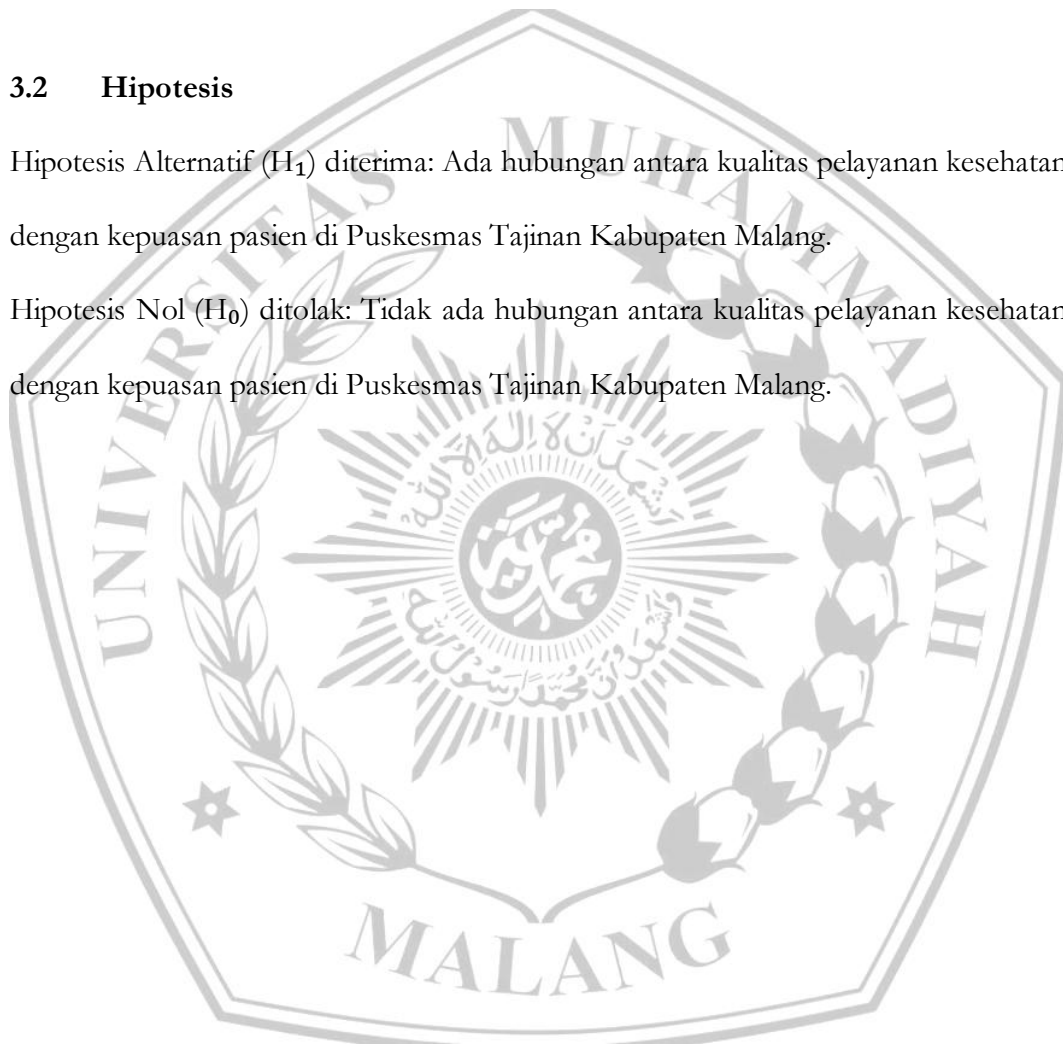 3.2 Hipotesis
Hipotesis Alternatif (H₁) diterima: Ada hubungan antara kualitas pelayanan kesehatan
dengan kepuasan pasien di Puskesmas Tajinan Kabupaten Malang.
Hipotesis Nol (H₀) ditolak: Tidak ada hubungan antara kualitas pelayanan kesehatan
dengan kepuasan pasien di Puskesmas Tajinan Kabupaten Malang.
UNIVERSITAS MUHAMMADIYAH
MALANG